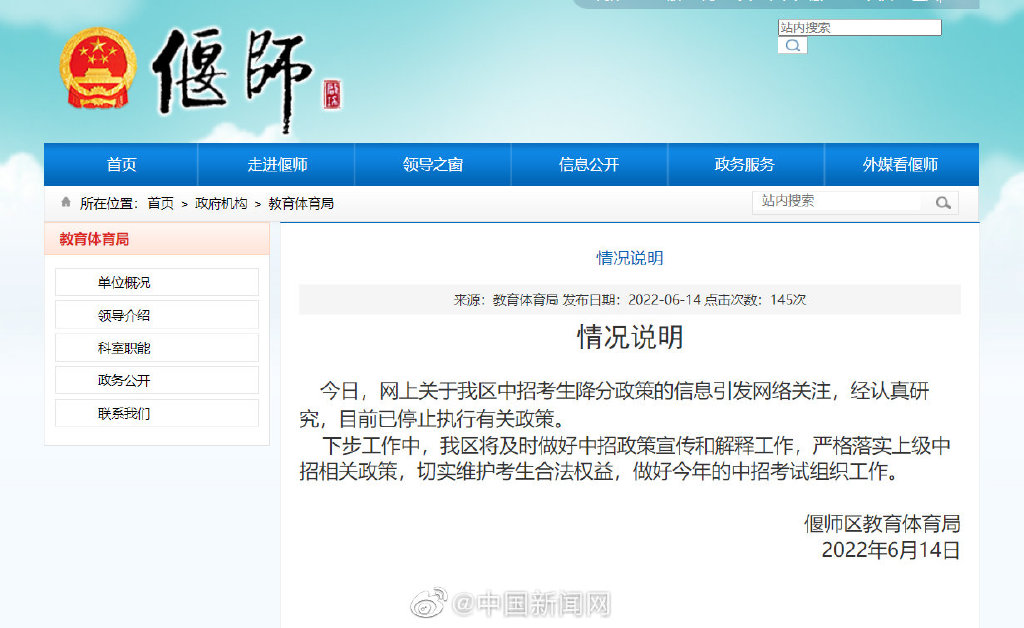 偃師
站内搜索
首页 走进偃师 领导之窗 信息公开 政务服务 外媒看偃师
所在位置：首页 > 政府机构 > 教育体育局
站内搜索
教育体育局
单位概况
领导介绍
科室职能
政务公开
联系我们
情况说明
来源：教育体育局 发布日期：2022-06-14 点击次数：145次
情况说明
今日，网上关于我区中招考生降分政策的信息引发网络关注，经认真研
究，目前已停止执行有关政策。
下步工作中，我区将及时做好中招政策宣传和解释工作，严格落实上级中
招相关政策，切实维护考生合法权益，做好今年的中招考试组织工作。
偃师区教育体育局
2022年6月14日
@中国新闻网